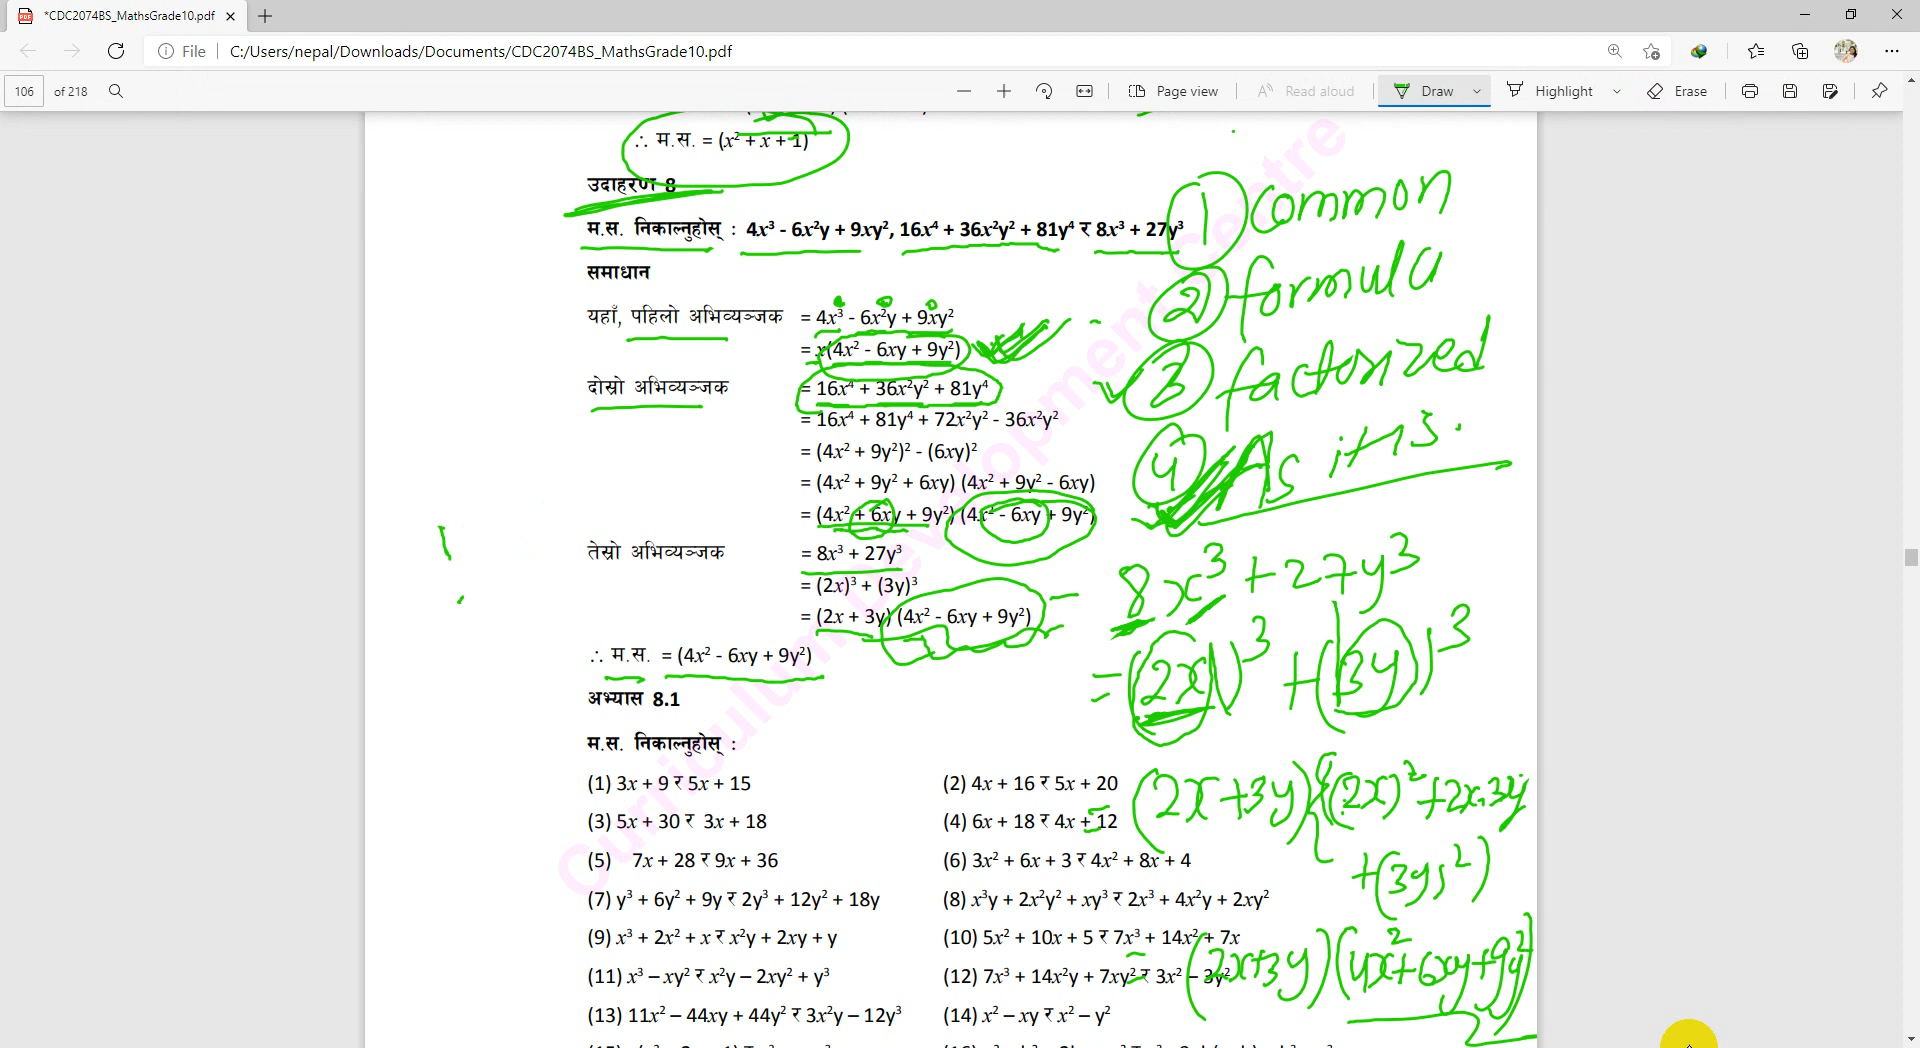 *CDC2074BS_MathsGrade10.pdf
File C:/Users/nepal/Downloads/Documents/CDC2074BS_MathsGrade10.pdf
106 of 218 Page view Read aloud Draw Highlight Erase
∴ म.स. = (x² + x + 1)
उदाहरण 8
म.स. निकाल्नुहोस् : 4x³ - 6x²y + 9xy², 16x⁴ + 36x²y² + 81y⁴ र 8x³ + 27y³
समाधान
यहाँ, पहिलो अभिव्यञ्जक = 4x³ - 6x²y + 9xy²
= x(4x² - 6xy + 9y²)
दोस्रो अभिव्यञ्जक = 16x⁴ + 36x²y² + 81y⁴
= 16x⁴ + 81y⁴ + 72x²y² - 36x²y²
= (4x² + 9y²)² - (6xy)²
= (4x² + 9y² + 6xy) (4x² + 9y² - 6xy)
= (4x² + 6xy + 9y²) (4x² - 6xy + 9y²)
तेस्रो अभिव्यञ्जक = 8x³ + 27y³
= (2x)³ + (3y)³
= (2x + 3y) (4x² - 6xy + 9y²)
∴ म.स. = (4x² - 6xy + 9y²)
अभ्यास 8.1
म.स. निकाल्नुहोस् :
(1) 3x + 9 र 5x + 15 (2) 4x + 16 र 5x + 20
(3) 5x + 30 र 3x + 18 (4) 6x + 18 र 4x + 12
(5) 7x + 28 र 9x + 36 (6) 3x² + 6x + 3 र 4x² + 8x + 4
(7) y³ + 6y² + 9y र 2y³ + 12y² + 18y (8) x³y + 2x²y² + xy³ र 2x³ + 4x²y + 2xy²
(9) x³ + 2x² + x र x²y + 2xy + y (10) 5x² + 10x + 5 र 7x³ + 14x² + 7x
(11) x³ – xy² र x²y – 2xy² + y³ (12) 7x³ + 14x²y + 7xy² र 3x² – 3y²
(13) 11x² – 44xy + 44y² र 3x²y – 12y³ (14) x² – xy र x² – y²
Curriculum Development Centre
1 common
2 formula
3 factorized
4 As it is.
8x³ + 27y³
= (2x)³ + (3y)³
= (2x+3y) {(2x)² + 2x.3y
+(3y)²)
= (2x+3y) (4x²+6xy+9y²)